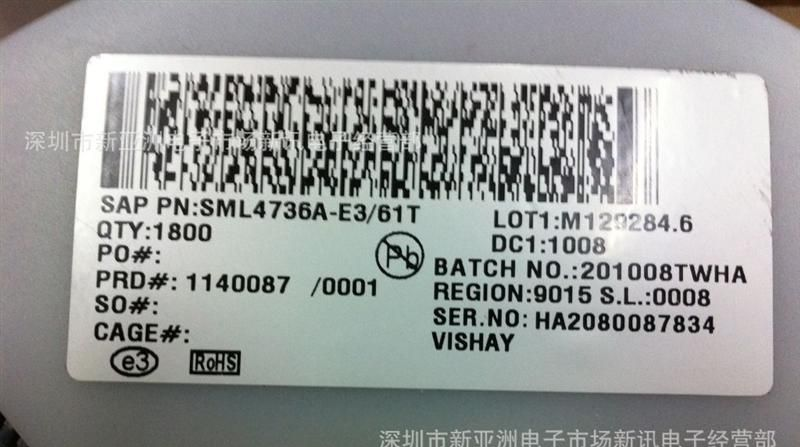 深圳市新亚洲电子市场新讯电子经营部
SAP PN:SML4736A-E3/61T
QTY:1800
PO#:
PRD#: 1140087 /0001
SO#:
CAGE#:
e3 RoHS
Pb
LOT1:M129284.6
DC1:1008
BATCH NO.:201008TWHA
REGION:9015 S.L.:0008
SER.NO: HA2080087834
VISHAY
深圳市新亚洲电子市场新讯电子经营部